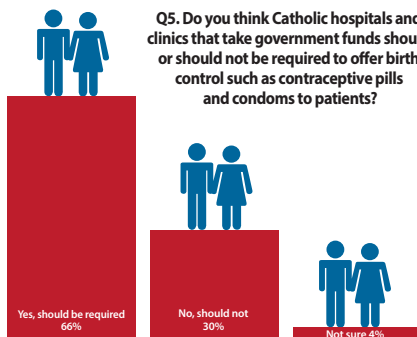 Q5. Do you think Catholic hospitals and
clinics that take government funds shou
or should not be required to offer birth
control such as contraceptive pills
and condoms to patients?
Yes, should be required
66%
No, should not
30%
Not sure 4%